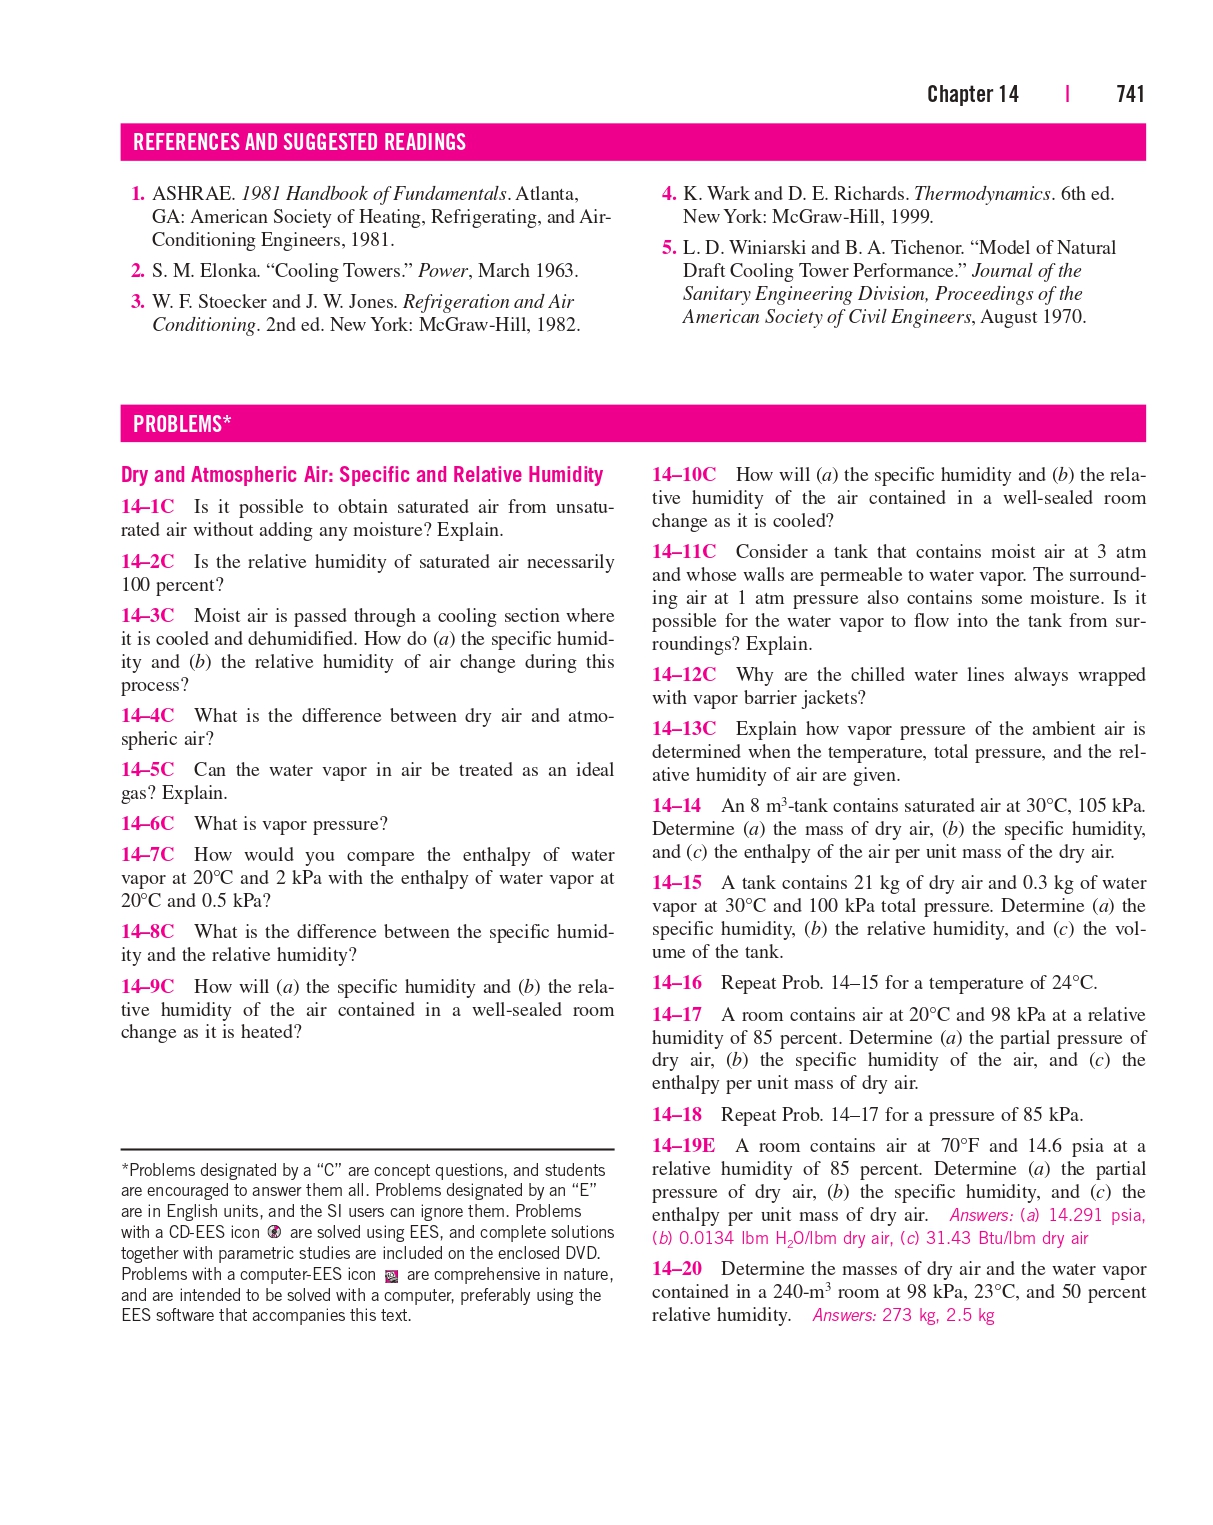 Chapter 14 | 741
REFERENCES AND SUGGESTED READINGS
1. ASHRAE. 1981 Handbook of Fundamentals. Atlanta,
GA: American Society of Heating, Refrigerating, and Air-
Conditioning Engineers, 1981.
2. S. M. Elonka. “Cooling Towers.” Power, March 1963.
3. W. F. Stoecker and J. W. Jones. Refrigeration and Air
Conditioning. 2nd ed. New York: McGraw-Hill, 1982.
4. K. Wark and D. E. Richards. Thermodynamics. 6th ed.
New York: McGraw-Hill, 1999.
5. L. D. Winiarski and B. A. Tichenor. “Model of Natural
Draft Cooling Tower Performance.” Journal of the
Sanitary Engineering Division, Proceedings of the
American Society of Civil Engineers, August 1970.
PROBLEMS*
Dry and Atmospheric Air: Specific and Relative Humidity
14–1C Is it possible to obtain saturated air from unsatu-
rated air without adding any moisture? Explain.
14–2C Is the relative humidity of saturated air necessarily
100 percent?
14–3C Moist air is passed through a cooling section where
it is cooled and dehumidified. How do (a) the specific humid-
ity and (b) the relative humidity of air change during this
process?
14–4C What is the difference between dry air and atmo-
spheric air?
14–5C Can the water vapor in air be treated as an ideal
gas? Explain.
14–6C What is vapor pressure?
14–7C How would you compare the enthalpy of water
vapor at 20°C and 2 kPa with the enthalpy of water vapor at
20°C and 0.5 kPa?
14–8C What is the difference between the specific humid-
ity and the relative humidity?
14–9C How will (a) the specific humidity and (b) the rela-
tive humidity of the air contained in a well-sealed room
change as it is heated?
*Problems designated by a “C” are concept questions, and students
are encouraged to answer them all. Problems designated by an “E”
are in English units, and the SI users can ignore them. Problems
with a CD-EES icon are solved using EES, and complete solutions
together with parametric studies are included on the enclosed DVD.
Problems with a computer-EES icon are comprehensive in nature,
and are intended to be solved with a computer, preferably using the
EES software that accompanies this text.
14–10C How will (a) the specific humidity and (b) the rela-
tive humidity of the air contained in a well-sealed room
change as it is cooled?
14–11C Consider a tank that contains moist air at 3 atm
and whose walls are permeable to water vapor. The surround-
ing air at 1 atm pressure also contains some moisture. Is it
possible for the water vapor to flow into the tank from sur-
roundings? Explain.
14–12C Why are the chilled water lines always wrapped
with vapor barrier jackets?
14–13C Explain how vapor pressure of the ambient air is
determined when the temperature, total pressure, and the rel-
ative humidity of air are given.
14–14 An 8 m³-tank contains saturated air at 30°C, 105 kPa.
Determine (a) the mass of dry air, (b) the specific humidity,
and (c) the enthalpy of the air per unit mass of the dry air.
14–15 A tank contains 21 kg of dry air and 0.3 kg of water
vapor at 30°C and 100 kPa total pressure. Determine (a) the
specific humidity, (b) the relative humidity, and (c) the vol-
ume of the tank.
14–16 Repeat Prob. 14–15 for a temperature of 24°C.
14–17 A room contains air at 20°C and 98 kPa at a relative
humidity of 85 percent. Determine (a) the partial pressure of
dry air, (b) the specific humidity of the air, and (c) the
enthalpy per unit mass of dry air.
14–18 Repeat Prob. 14–17 for a pressure of 85 kPa.
14–19E A room contains air at 70°F and 14.6 psia at a
relative humidity of 85 percent. Determine (a) the partial
pressure of dry air, (b) the specific humidity, and (c) the
enthalpy per unit mass of dry air. Answers: (a) 14.291 psia,
(b) 0.0134 lbm H₂O/lbm dry air, (c) 31.43 Btu/lbm dry air
14–20 Determine the masses of dry air and the water vapor
contained in a 240-m³ room at 98 kPa, 23°C, and 50 percent
relative humidity. Answers: 273 kg, 2.5 kg